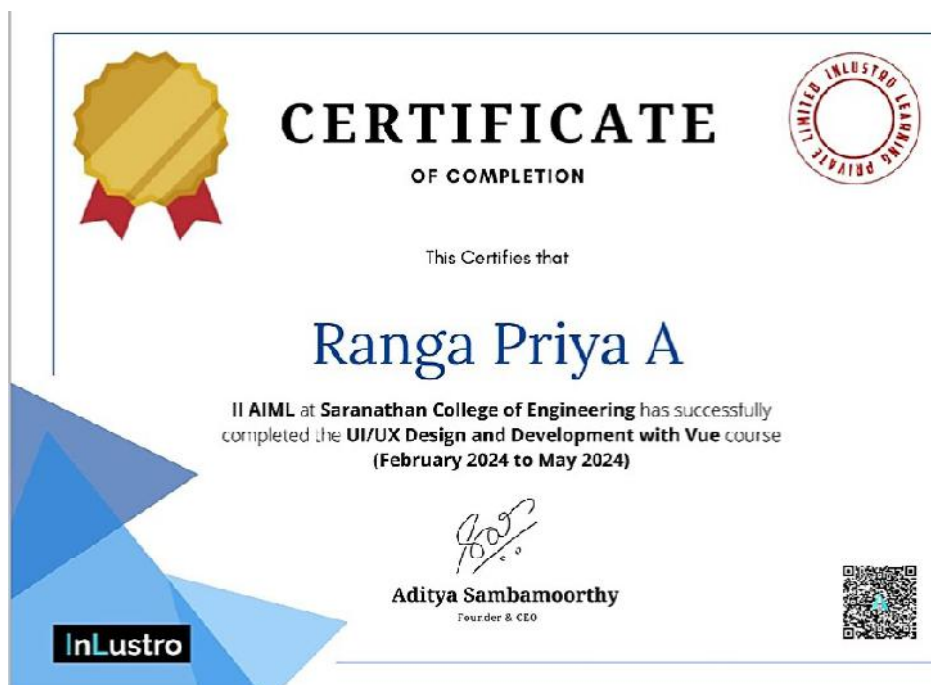 CERTIFICATE
OF COMPLETION
INLUSTRO LEARNING PRIVATE LIMITED
This Certifies that
Ranga Priya A
II AIML at Saranathan College of Engineering has successfully
completed the UI/UX Design and Development with Vue course
(February 2024 to May 2024)
Aditya Sambamoorthy
Founder & CEO
InLustro